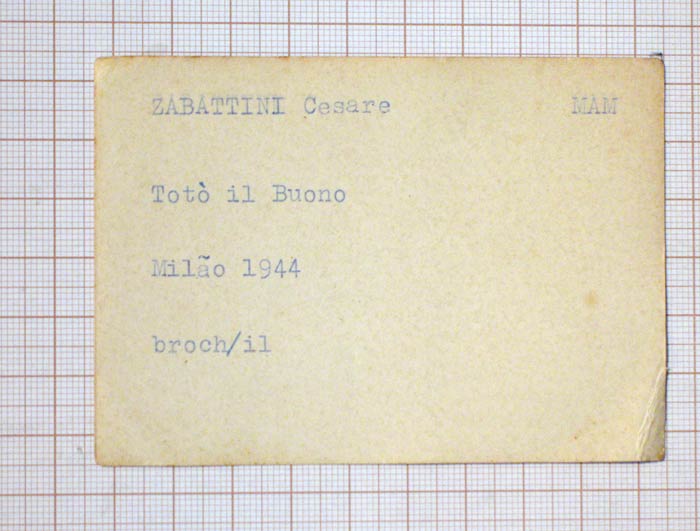 ZABATTINI Cesare MAM
Totò il Buono
Milão 1944
broch/il